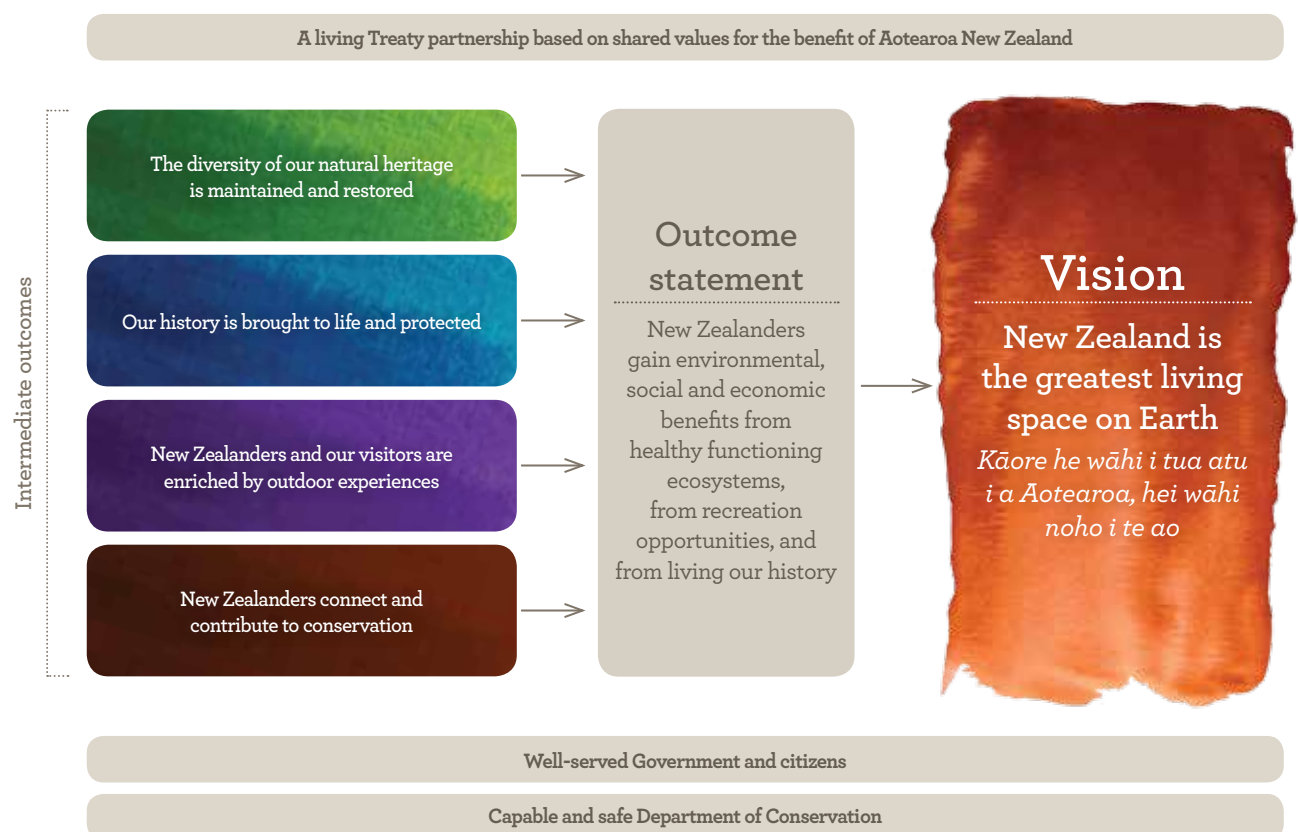 A living Treaty partnership based on shared values for the benefit of Aotearoa New Zealand
Intermediate outcomes
The diversity of our natural heritage
is maintained and restored
Our history is brought to life and protected
New Zealanders and our visitors are
enriched by outdoor experiences
New Zealanders connect and
contribute to conservation
Outcome
statement
New Zealanders
gain environmental,
social and economic
benefits from
healthy functioning
ecosystems,
from recreation
opportunities, and
from living our history
Vision
New Zealand is
the greatest living
space on Earth
Kāore he wāhi i tua atu
i a Aotearoa, hei wāhi
noho i te ao
Well-served Government and citizens
Capable and safe Department of Conservation